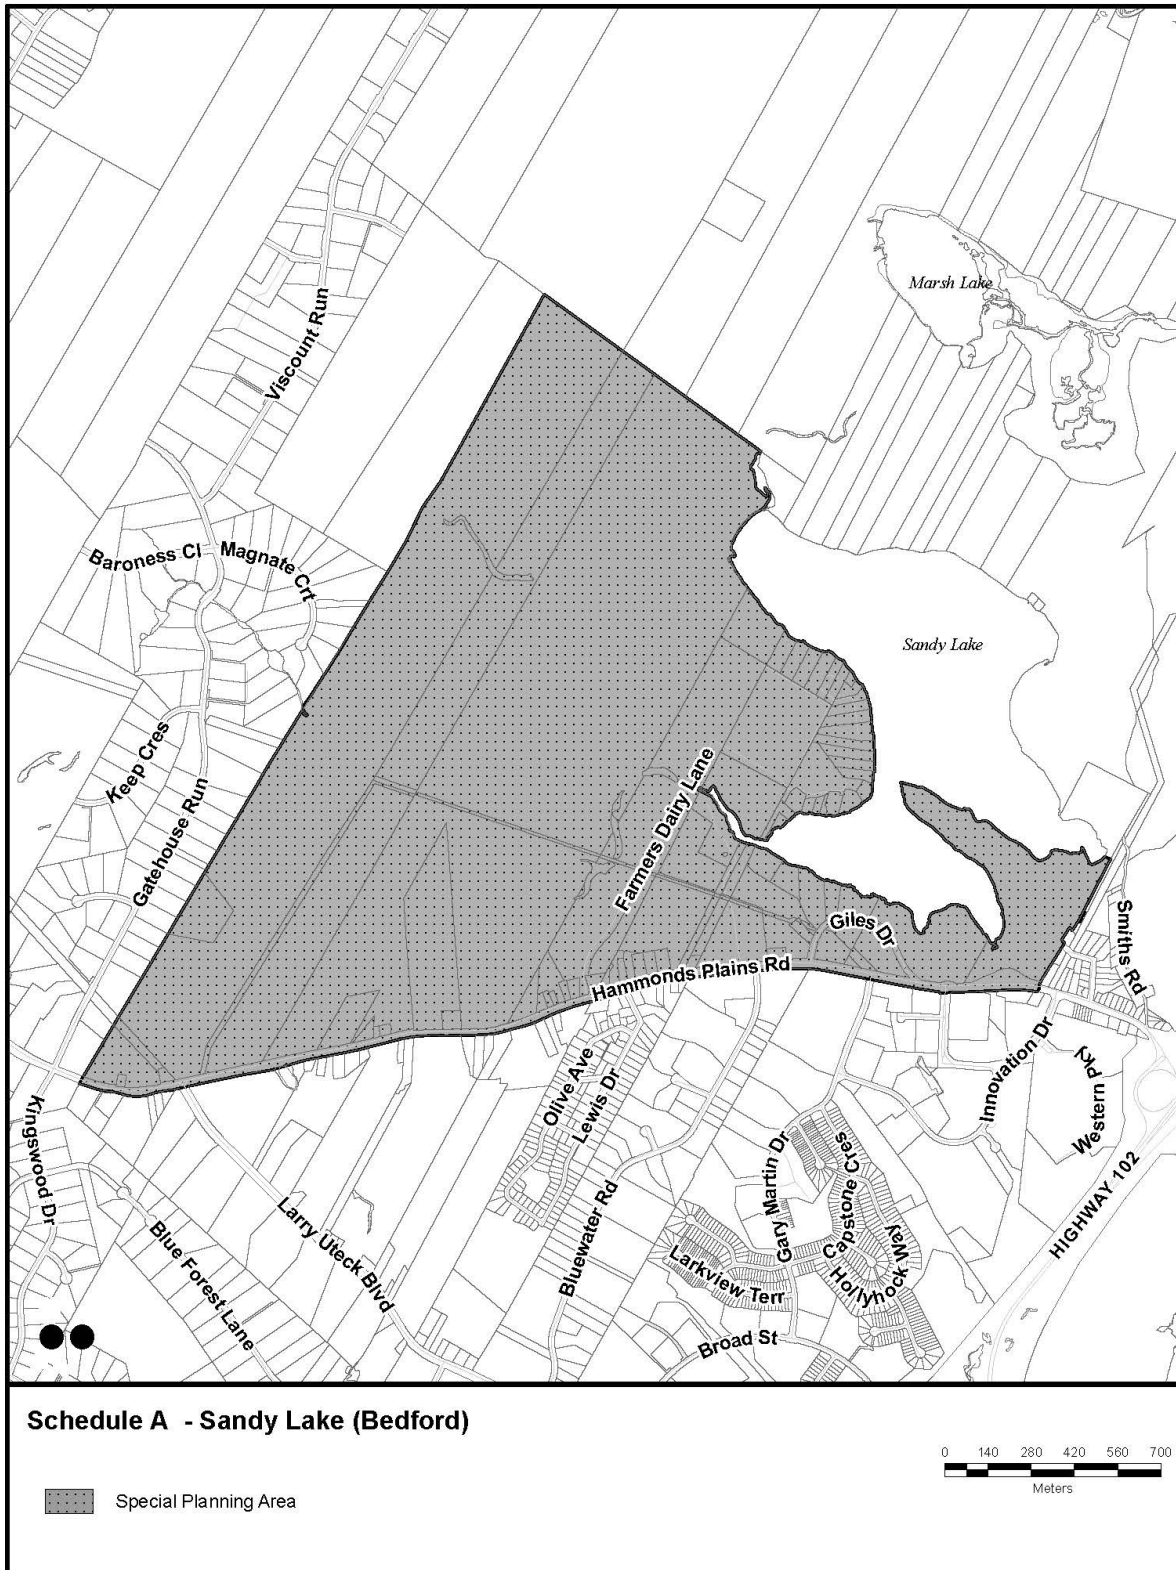 Marsh Lake
Viscount Run
Baroness Cl
Magnate Crt
Sandy Lake
Keep Cres
Gatehouse Run
Farmers Dairy Lane
Giles Dr
Smiths Rd
Hammonds Plains Rd
Innovation Dr
Western Pky
Olive Ave
Lewis Dr
Kingswood Dr
Gary Martin Dr
Capstone Cres
HIGHWAY 102
Larry Uteck Blvd
Blue Forest Lane
Bluewater Rd
Larkview Terr
Hollyhock Way
Broad St
Schedule A - Sandy Lake (Bedford)
0 140 280 420 560 700
Meters
Special Planning Area